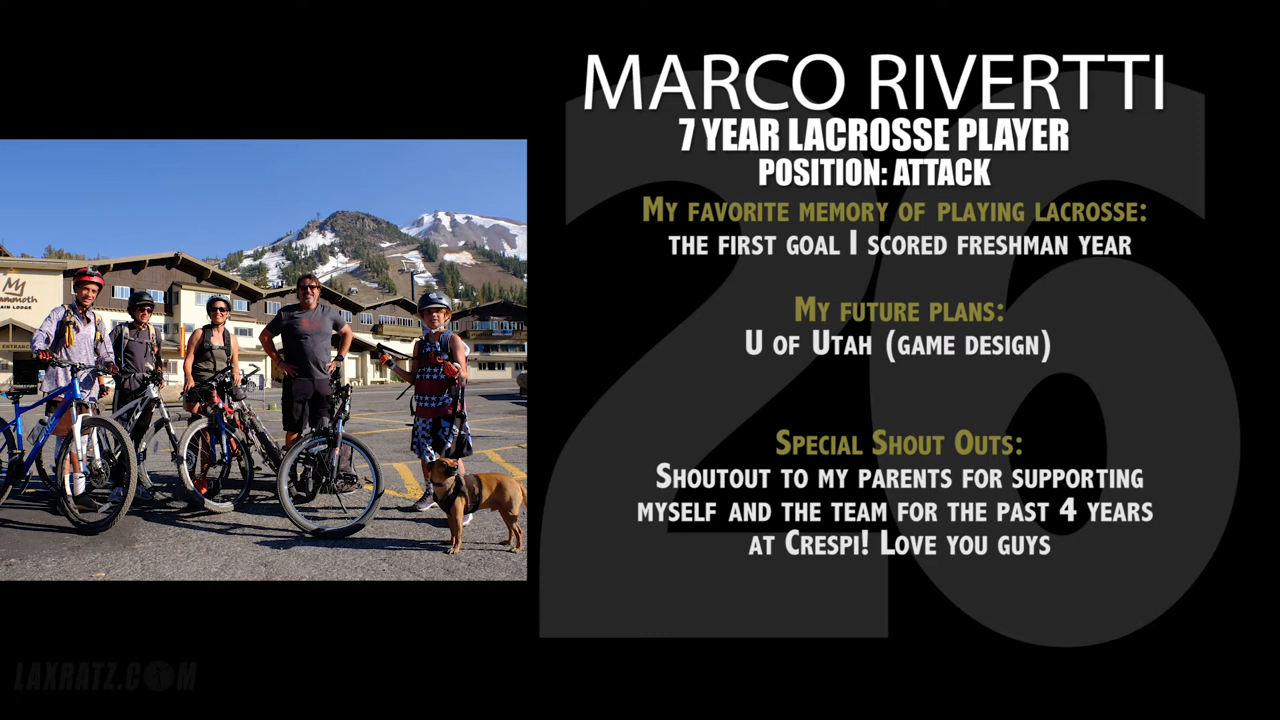 MARCO RIVERTTI
7 YEAR LACROSSE PLAYER
POSITION: ATTACK
MY FAVORITE MEMORY OF PLAYING LACROSSE:
THE FIRST GOAL I SCORED FRESHMAN YEAR
MY FUTURE PLANS:
U OF UTAH (GAME DESIGN)
SPECIAL SHOUT OUTS:
SHOUTOUT TO MY PARENTS FOR SUPPORTING
MYSELF AND THE TEAM FOR THE PAST 4 YEARS
AT CRESPI! LOVE YOU GUYS
26
LAXRATZ.COM